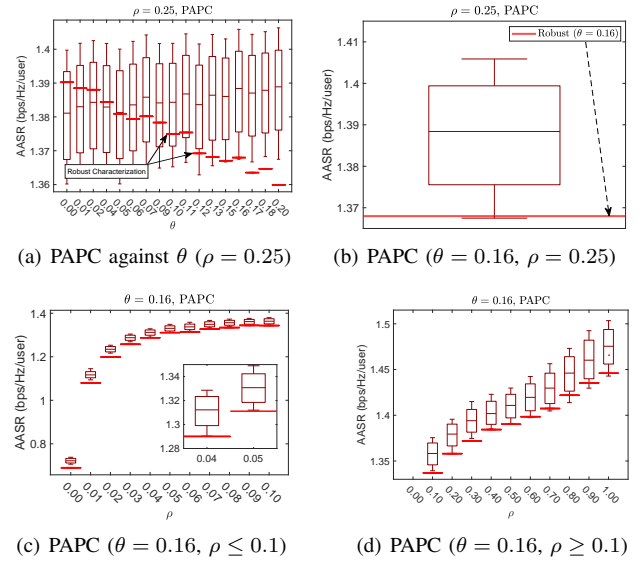 ρ = 0.25, PAPC
AASR (bps/Hz/user)
1.4
1.39
1.38
1.37
1.36
Robust Characterization
0.00 0.01 0.02 0.04 0.05 0.06 0.07 0.09 0.10 0.11 0.12 0.13 0.15 0.16 0.17 0.18 0.20
θ
(a) PAPC against θ (ρ = 0.25)
ρ = 0.25, PAPC
AASR (bps/Hz/user)
1.41
1.4
1.39
1.38
1.37
Robust (θ = 0.16)
(b) PAPC (θ = 0.16, ρ = 0.25)
θ = 0.16, PAPC
AASR (bps/Hz/user)
1.4
1.2
1
0.8
1.34
1.32
1.3
1.28
0.04 0.05
0.00 0.01 0.02 0.03 0.04 0.05 0.06 0.07 0.08 0.09 0.10
ρ
(c) PAPC (θ = 0.16, ρ ≤ 0.1)
θ = 0.16, PAPC
AASR (bps/Hz/user)
1.5
1.45
1.4
1.35
0.00 0.10 0.20 0.30 0.40 0.50 0.60 0.70 0.80 0.90 1.00
ρ
(d) PAPC (θ = 0.16, ρ ≥ 0.1)